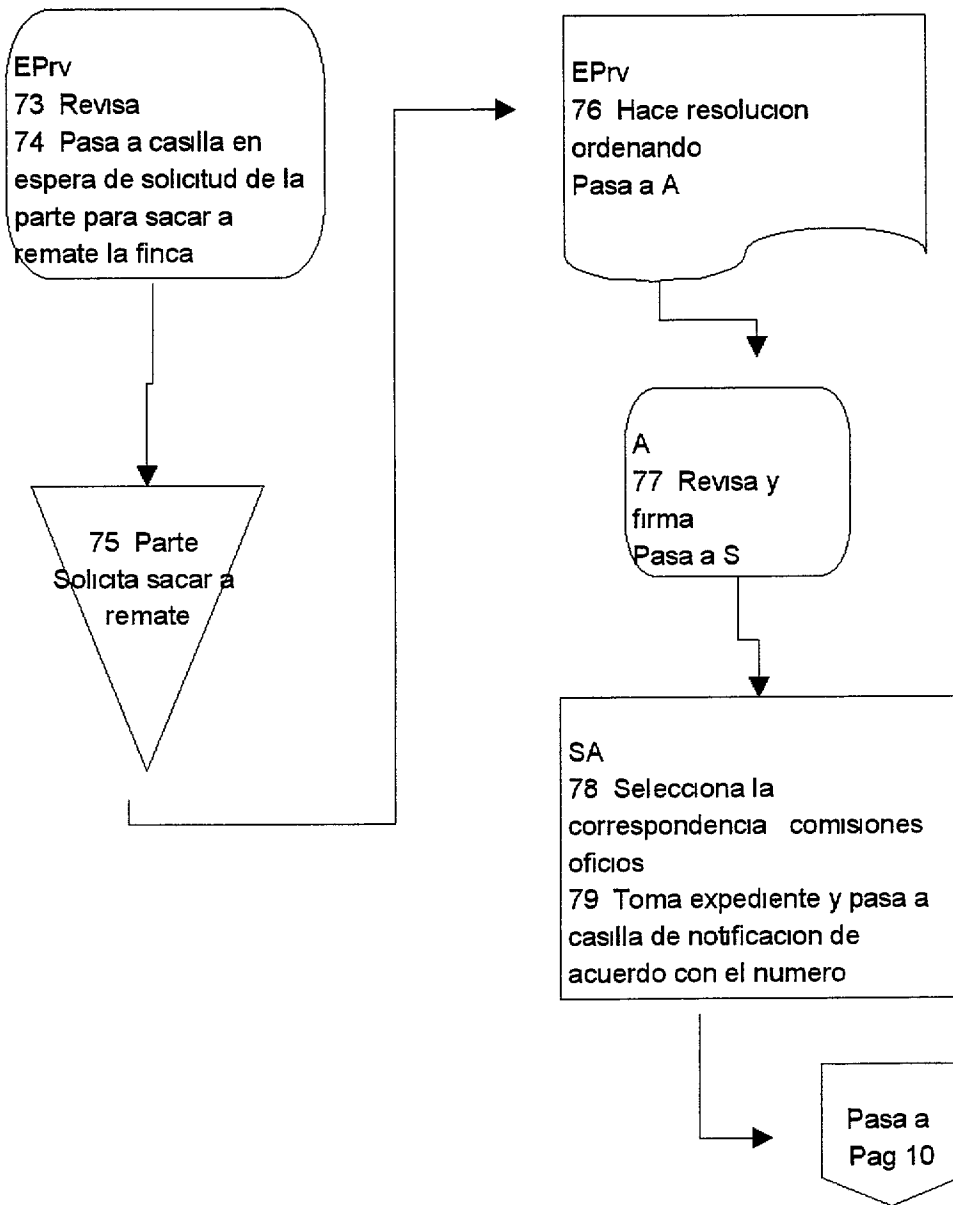 EPrv
73 Revisa
74 Pasa a casilla en
espera de solicitud de la
parte para sacar a
remate la finca
75 Parte
Solicita sacar a
remate
EPrv
76 Hace resolucion
ordenando
Pasa a A
A
77 Revisa y
firma
Pasa a S
SA
78 Selecciona la
correspondencia comisiones
oficios
79 Toma expediente y pasa a
casilla de notificacion de
acuerdo con el numero
Pasa a
Pag 10